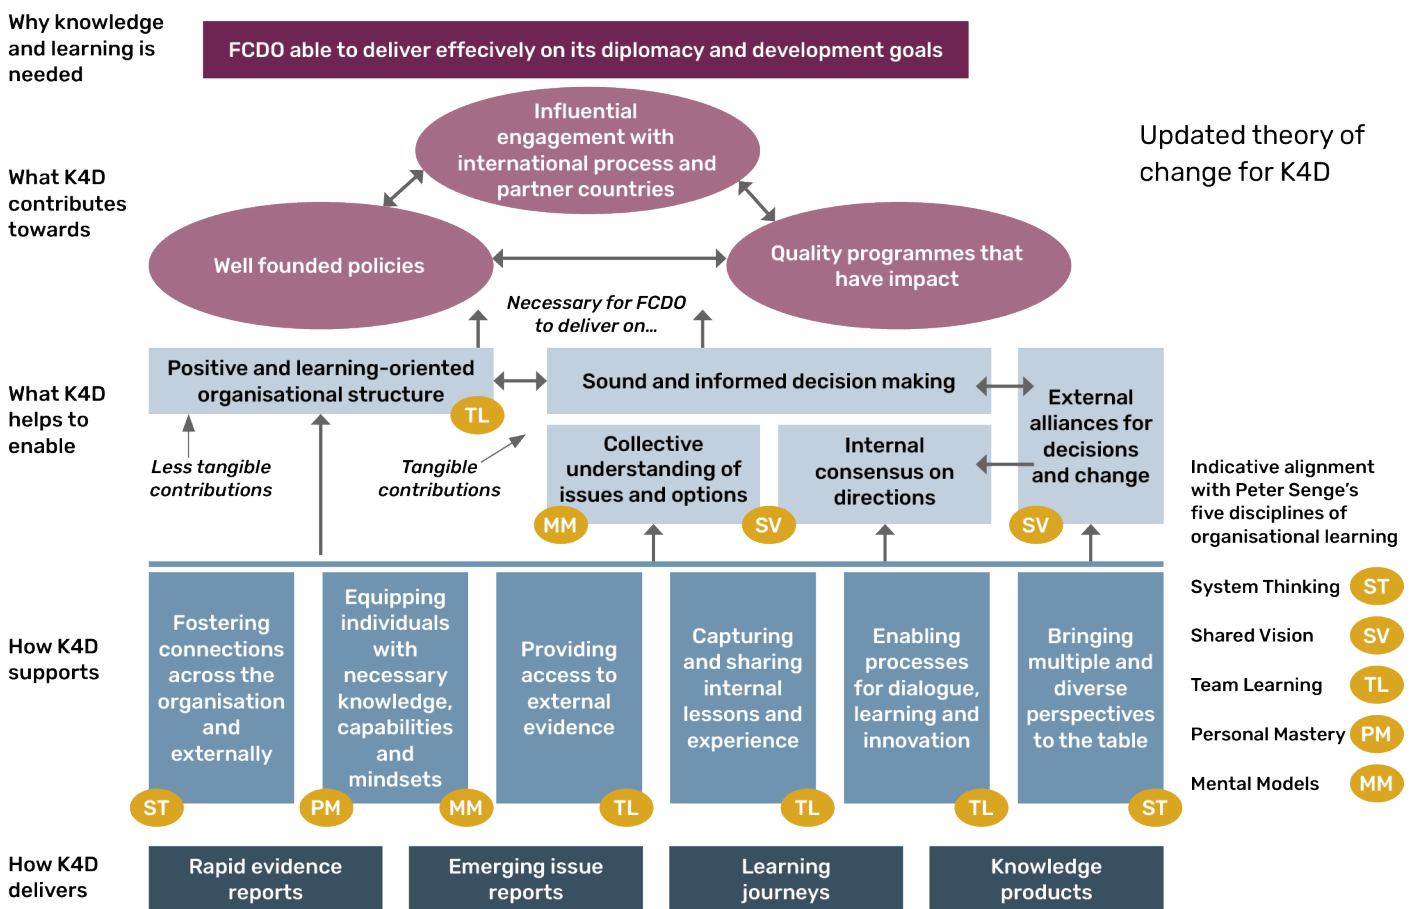 Why knowledge
and learning is
needed
FCDO able to deliver effecively on its diplomacy and development goals
Updated theory of
change for K4D
What K4D
contributes
towards
Influential
engagement with
international process and
partner countries
Well founded policies
Quality programmes that
have impact
Necessary for FCDO
to deliver on...
What K4D
helps to
enable
Positive and learning-oriented
organisational structure
TL
Sound and informed decision making
External
alliances for
decisions
and change
SV
Less tangible
contributions
Tangible
contributions
Collective
understanding of
issues and options
MM
SV
Internal
consensus on
directions
Indicative alignment
with Peter Senge's
five disciplines of
organisational learning
System Thinking ST
Shared Vision SV
Team Learning TL
Personal Mastery PM
Mental Models MM
How K4D
supports
Fostering
connections
across the
organisation
and
externally
ST
Equipping
individuals
with
necessary
knowledge,
capabilities
and
mindsets
PM
MM
Providing
access to
external
evidence
TL
Capturing
and sharing
internal
lessons and
experience
TL
Enabling
processes
for dialogue,
learning and
innovation
TL
Bringing
multiple and
diverse
perspectives
to the table
ST
How K4D
delivers
Rapid evidence
reports
Emerging issue
reports
Learning
journeys
Knowledge
products